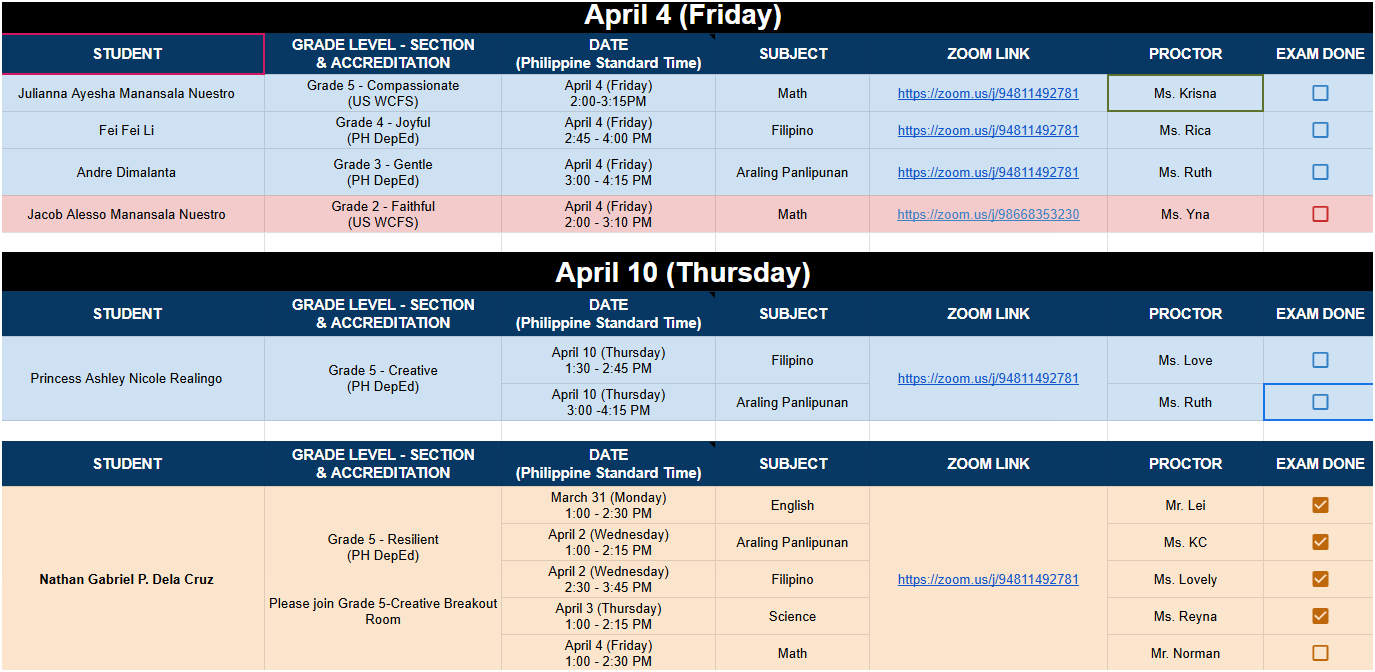 April 4 (Friday)
STUDENT
GRADE LEVEL - SECTION
& ACCREDITATION
DATE
(Philippine Standard Time)
SUBJECT
ZOOM LINK
PROCTOR
EXAM DONE
Julianna Ayesha Manansala Nuestro
Grade 5 - Compassionate
(US WCFS)
April 4 (Friday)
2:00-3:15PM
Math
https://zoom.us/j/94811492781
Ms. Krisna
Fei Fei Li
Grade 4 - Joyful
(PH DepEd)
April 4 (Friday)
2:45 - 4:00 PM
Filipino
https://zoom.us/j/94811492781
Ms. Rica
Andre Dimalanta
Grade 3 - Gentle
(PH DepEd)
April 4 (Friday)
3:00 - 4:15 PM
Araling Panlipunan
https://zoom.us/j/94811492781
Ms. Ruth
Jacob Alesso Manansala Nuestro
Grade 2 - Faithful
(US WCFS)
April 4 (Friday)
2:00 - 3:10 PM
Math
https://zoom.us/j/98668353230
Ms. Yna
April 10 (Thursday)
STUDENT
GRADE LEVEL - SECTION
& ACCREDITATION
DATE
(Philippine Standard Time)
SUBJECT
ZOOM LINK
PROCTOR
EXAM DONE
Princess Ashley Nicole Realingo
Grade 5 - Creative
(PH DepEd)
April 10 (Thursday)
1:30 - 2:45 PM
Filipino
https://zoom.us/j/94811492781
Ms. Love
April 10 (Thursday)
3:00 -4:15 PM
Araling Panlipunan
Ms. Ruth
STUDENT
GRADE LEVEL - SECTION
& ACCREDITATION
DATE
(Philippine Standard Time)
SUBJECT
ZOOM LINK
PROCTOR
EXAM DONE
Nathan Gabriel P. Dela Cruz
Grade 5 - Resilient
(PH DepEd)
Please join Grade 5-Creative Breakout
Room
March 31 (Monday)
1:00 - 2:30 PM
English
https://zoom.us/j/94811492781
Mr. Lei
April 2 (Wednesday)
1:00 - 2:15 PM
Araling Panlipunan
Ms. KC
April 2 (Wednesday)
2:30 - 3:45 PM
Filipino
Ms. Lovely
April 3 (Thursday)
1:00 - 2:15 PM
Science
Ms. Reyna
April 4 (Friday)
1:00 - 2:30 PM
Math
Mr. Norman